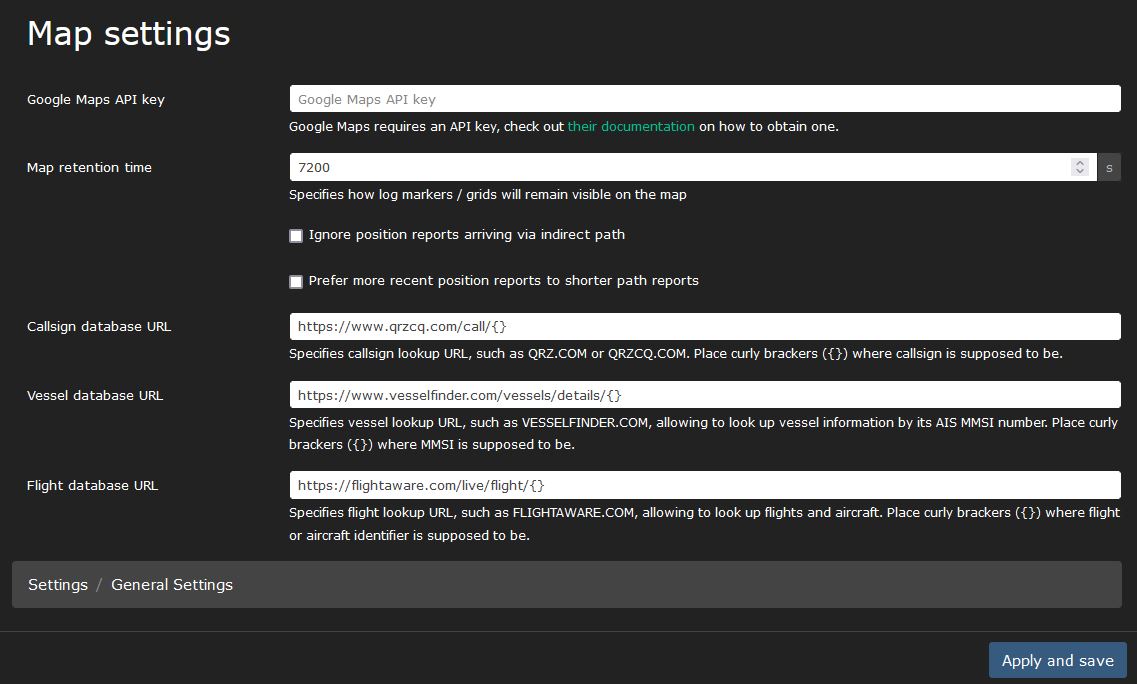 Map settings
Google Maps API key
Google Maps API key
Google Maps requires an API key, check out their documentation on how to obtain one.
Map retention time
7200
s
Specifies how log markers / grids will remain visible on the map
Ignore position reports arriving via indirect path
Prefer more recent position reports to shorter path reports
Callsign database URL
https://www.qrzcq.com/call/{}
Specifies callsign lookup URL, such as QRZ.COM or QRZCQ.COM. Place curly brackers ({}) where callsign is supposed to be.
Vessel database URL
https://www.vesselfinder.com/vessels/details/{}
Specifies vessel lookup URL, such as VESSELFINDER.COM, allowing to look up vessel information by its AIS MMSI number. Place curly
brackers ({}) where MMSI is supposed to be.
Flight database URL
https://flightaware.com/live/flight/{}
Specifies flight lookup URL, such as FLIGHTAWARE.COM, allowing to look up flights and aircraft. Place curly brackers ({}) where flight
or aircraft identifier is supposed to be.
Settings / General Settings
Apply and save